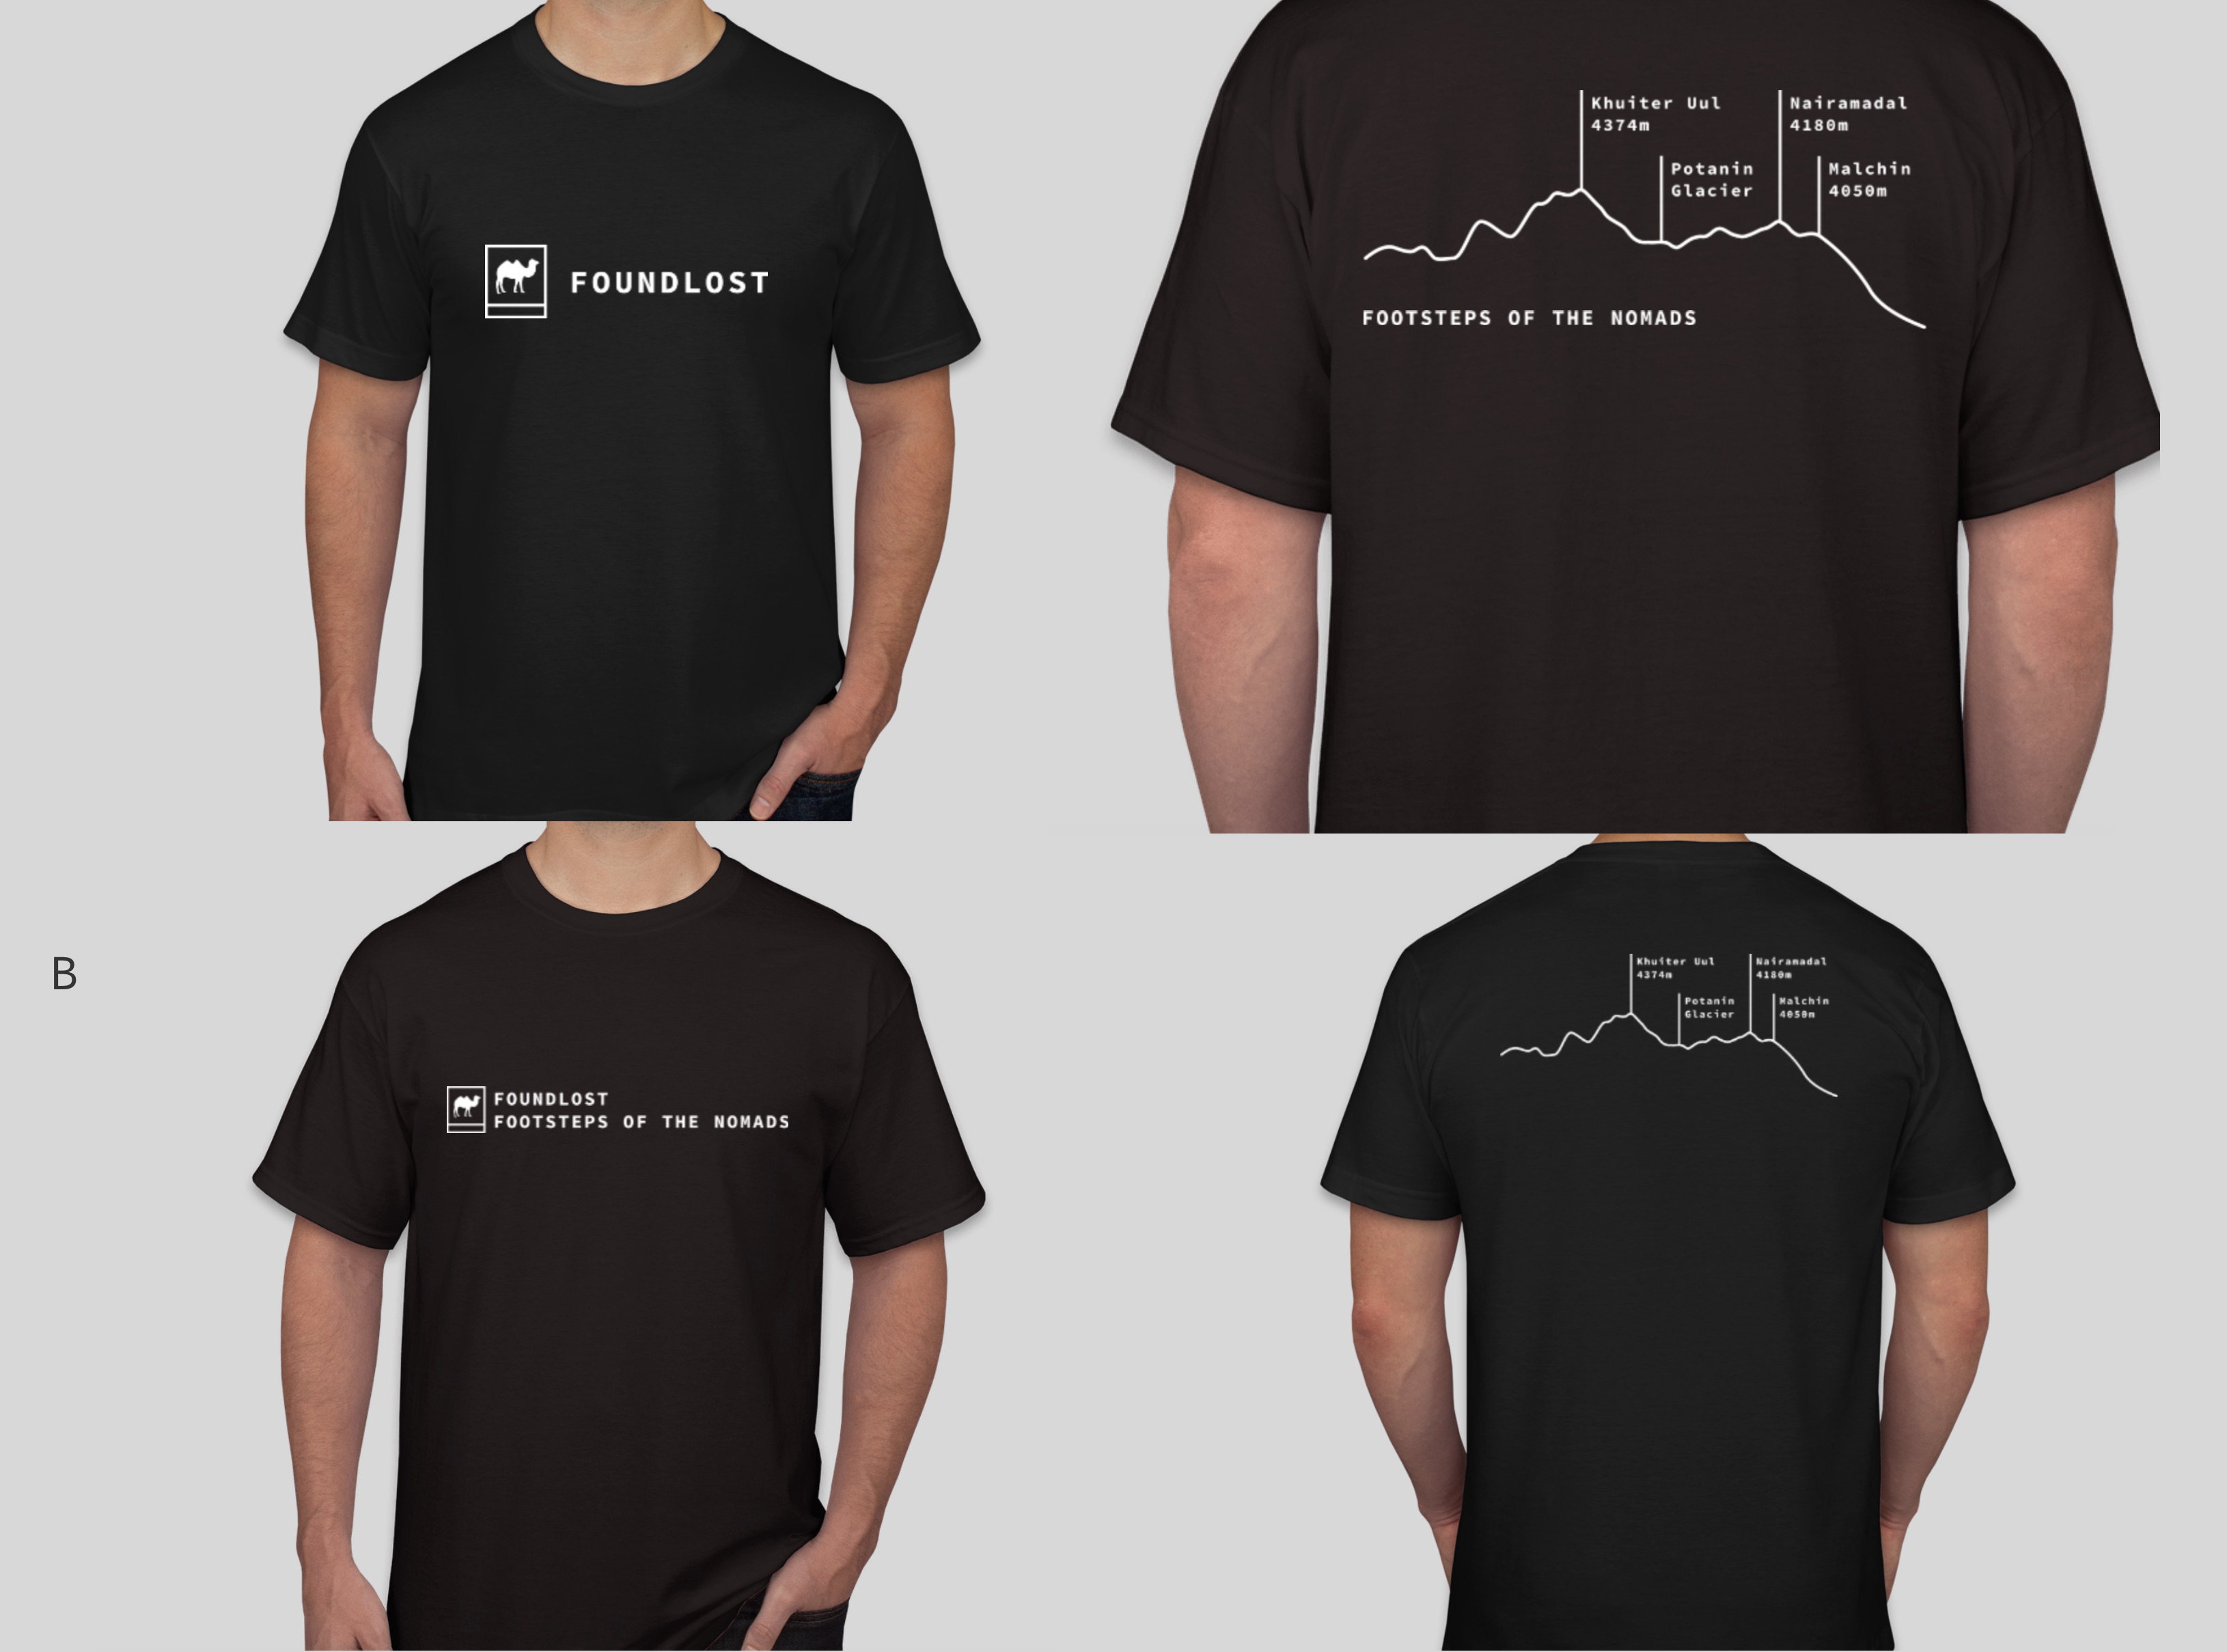 FOUNDLOST
Khuiter Uul
4374m
Nairamadal
4180m
Potanin
Glacier
Malchin
4050m
FOOTSTEPS OF THE NOMADS
B
FOUNDLOST
FOOTSTEPS OF THE NOMADS
Khuiter Uul
4374m
Nairamadal
4180m
Potanin
Glacier
Malchin
4050m